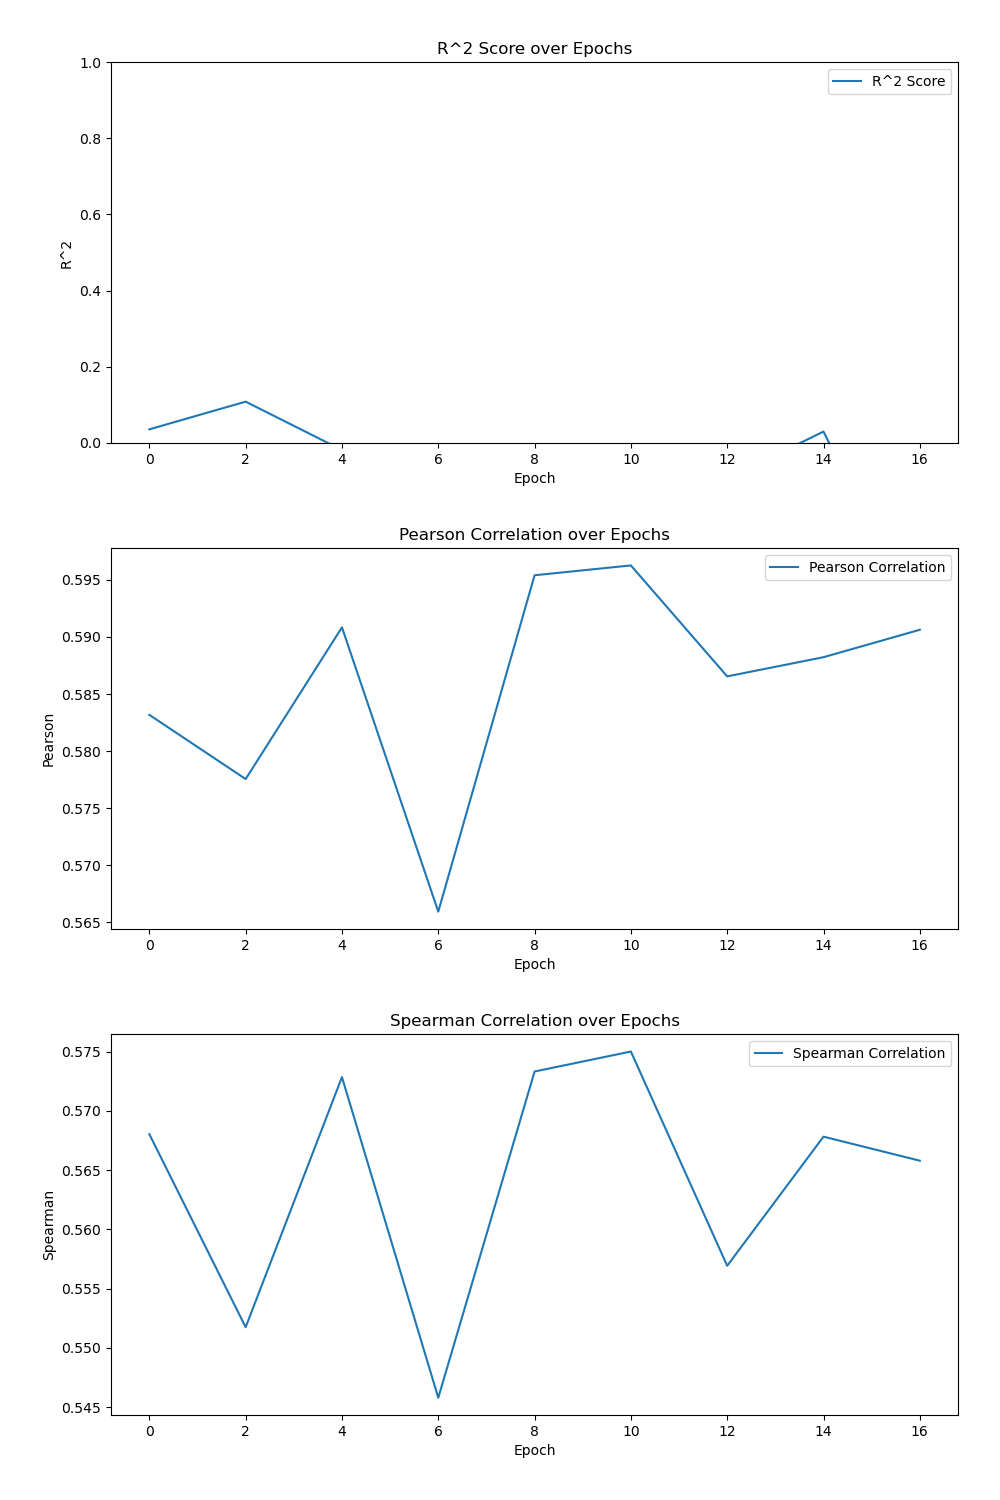 R^2 Score over Epochs
R^2 Score
1.0
0.8
0.6
0.4
0.2
0.0
R^2
0 2 4 6 8 10 12 14 16
Epoch
Pearson Correlation over Epochs
Pearson Correlation
0.595
0.590
0.585
0.580
0.575
0.570
0.565
Pearson
0 2 4 6 8 10 12 14 16
Epoch
Spearman Correlation over Epochs
Spearman Correlation
0.575
0.570
0.565
0.560
0.555
0.550
0.545
Spearman
0 2 4 6 8 10 12 14 16
Epoch